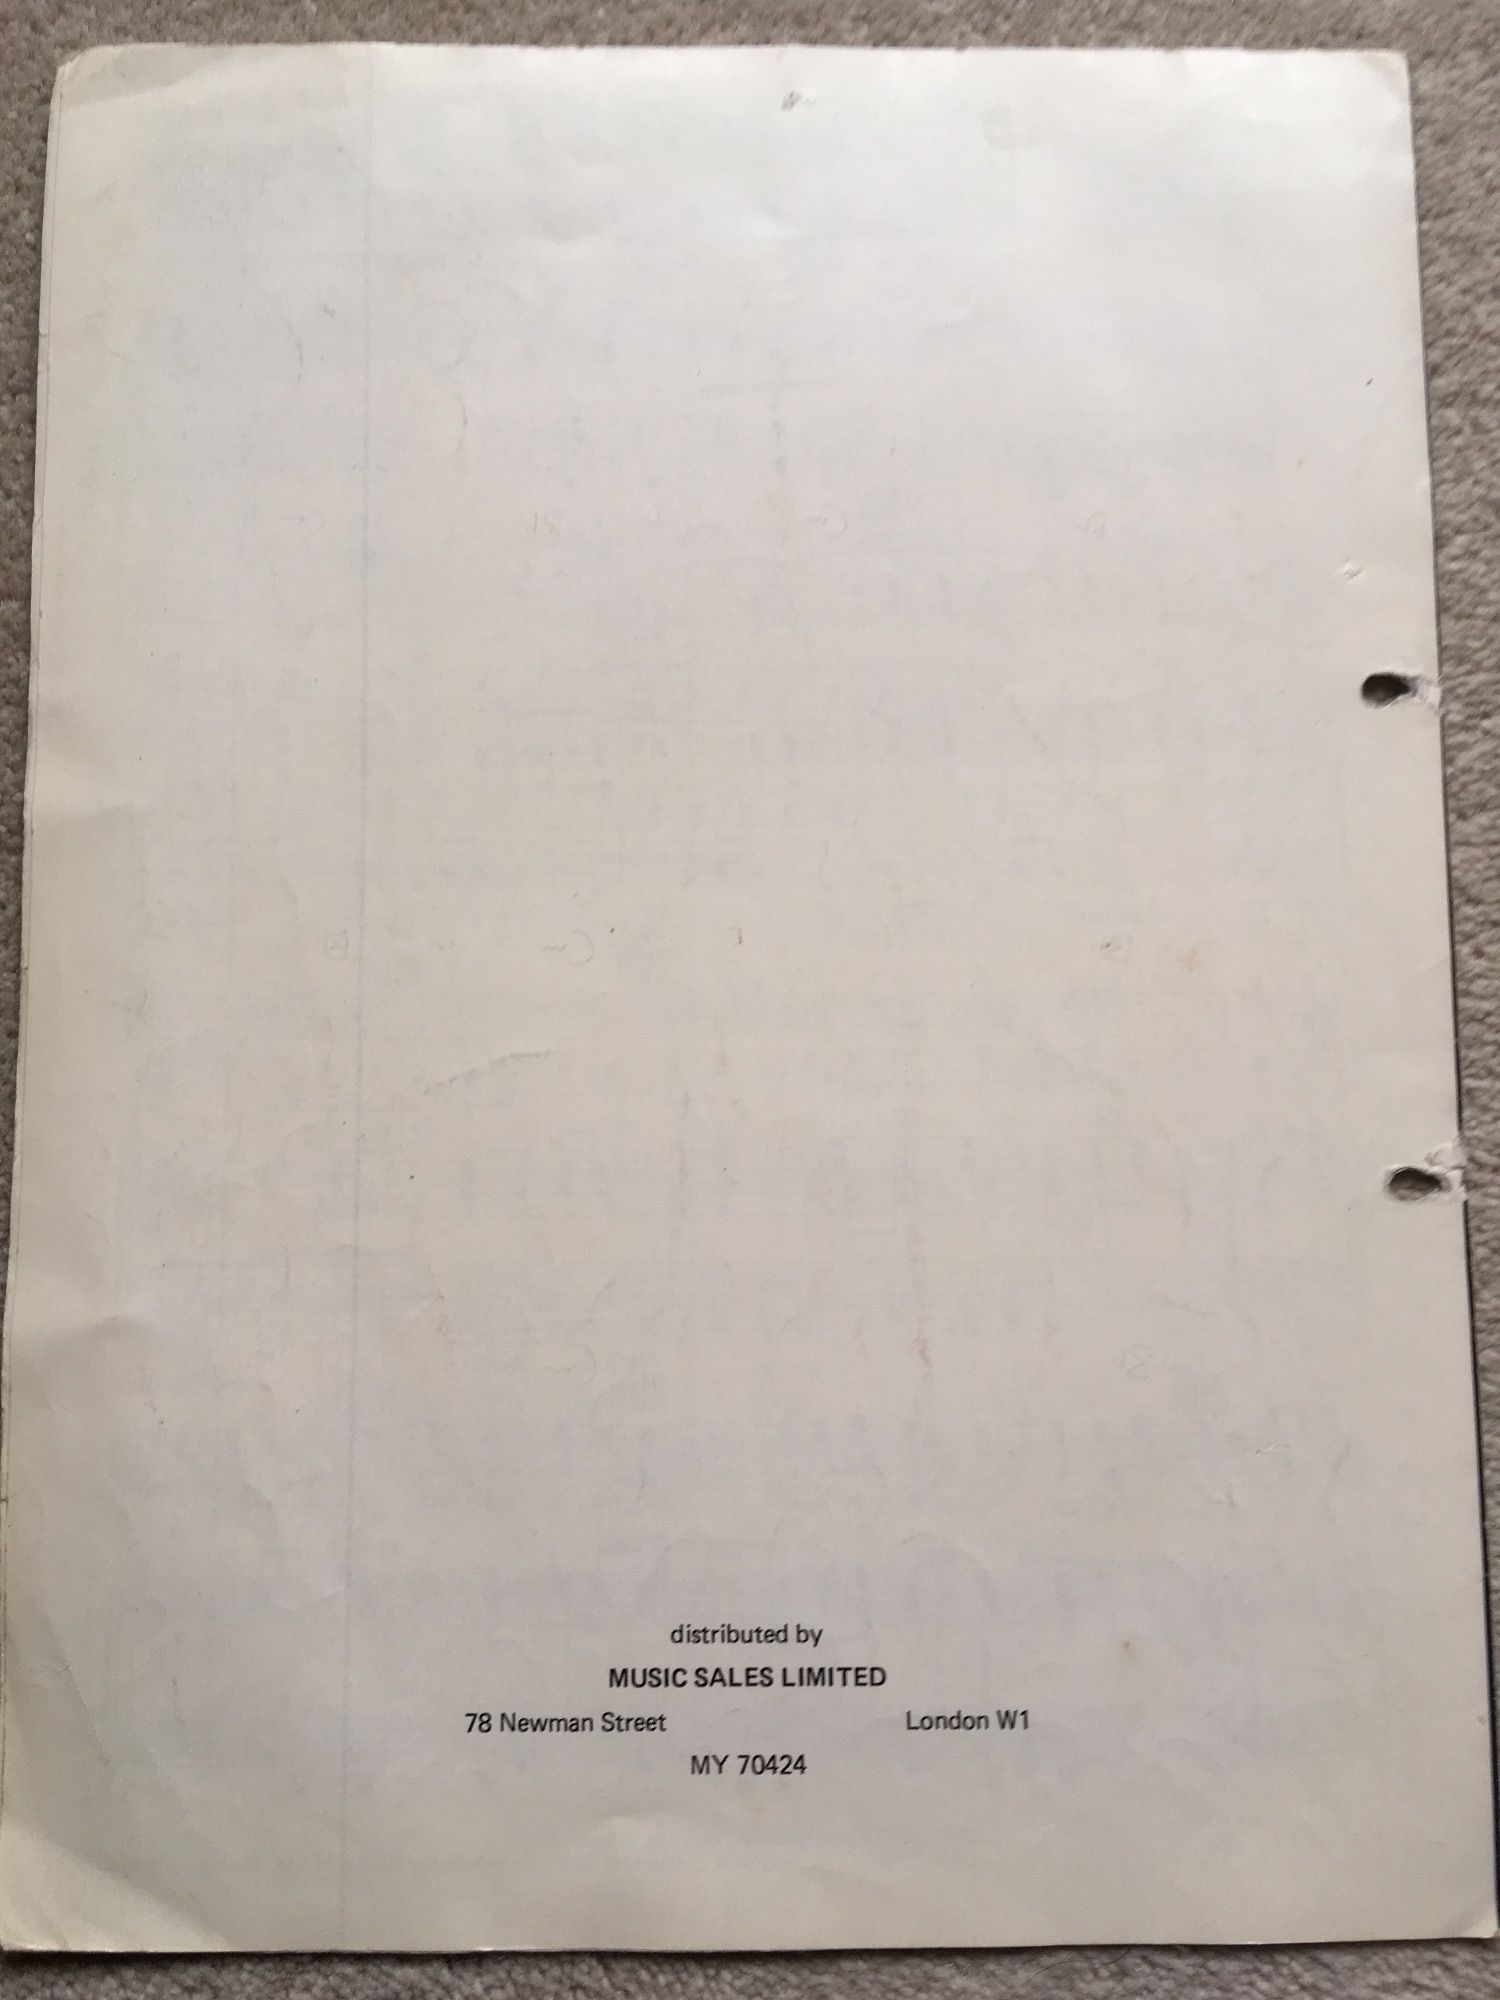 distributed by
MUSIC SALES LIMITED
78 Newman Street London W1
MY 70424